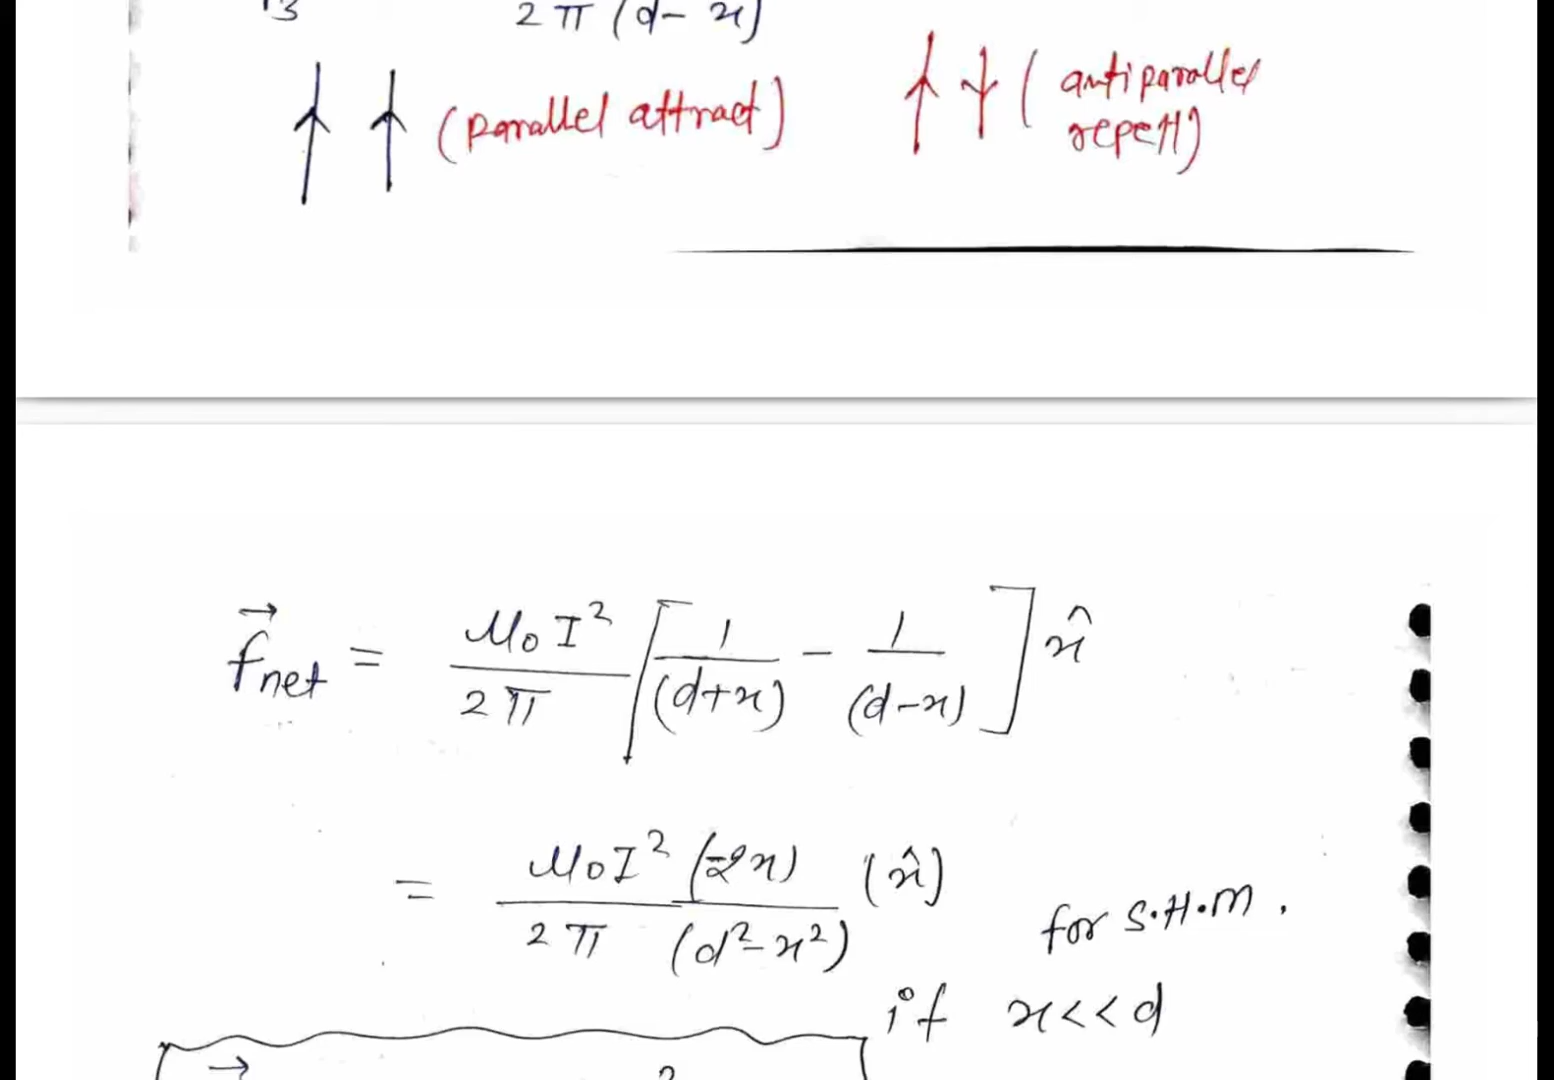 2π(d-x)
↑ ↑ (parallel attract) ↑ ↓ (antiparallel
repell)
f⃗net = μ₀I²/2π [1/(d+x) - 1/(d-x)] x̂
= μ₀I²/2π (-2x)/(d²-x²) (x̂)
for S.H.M.
if x<<d